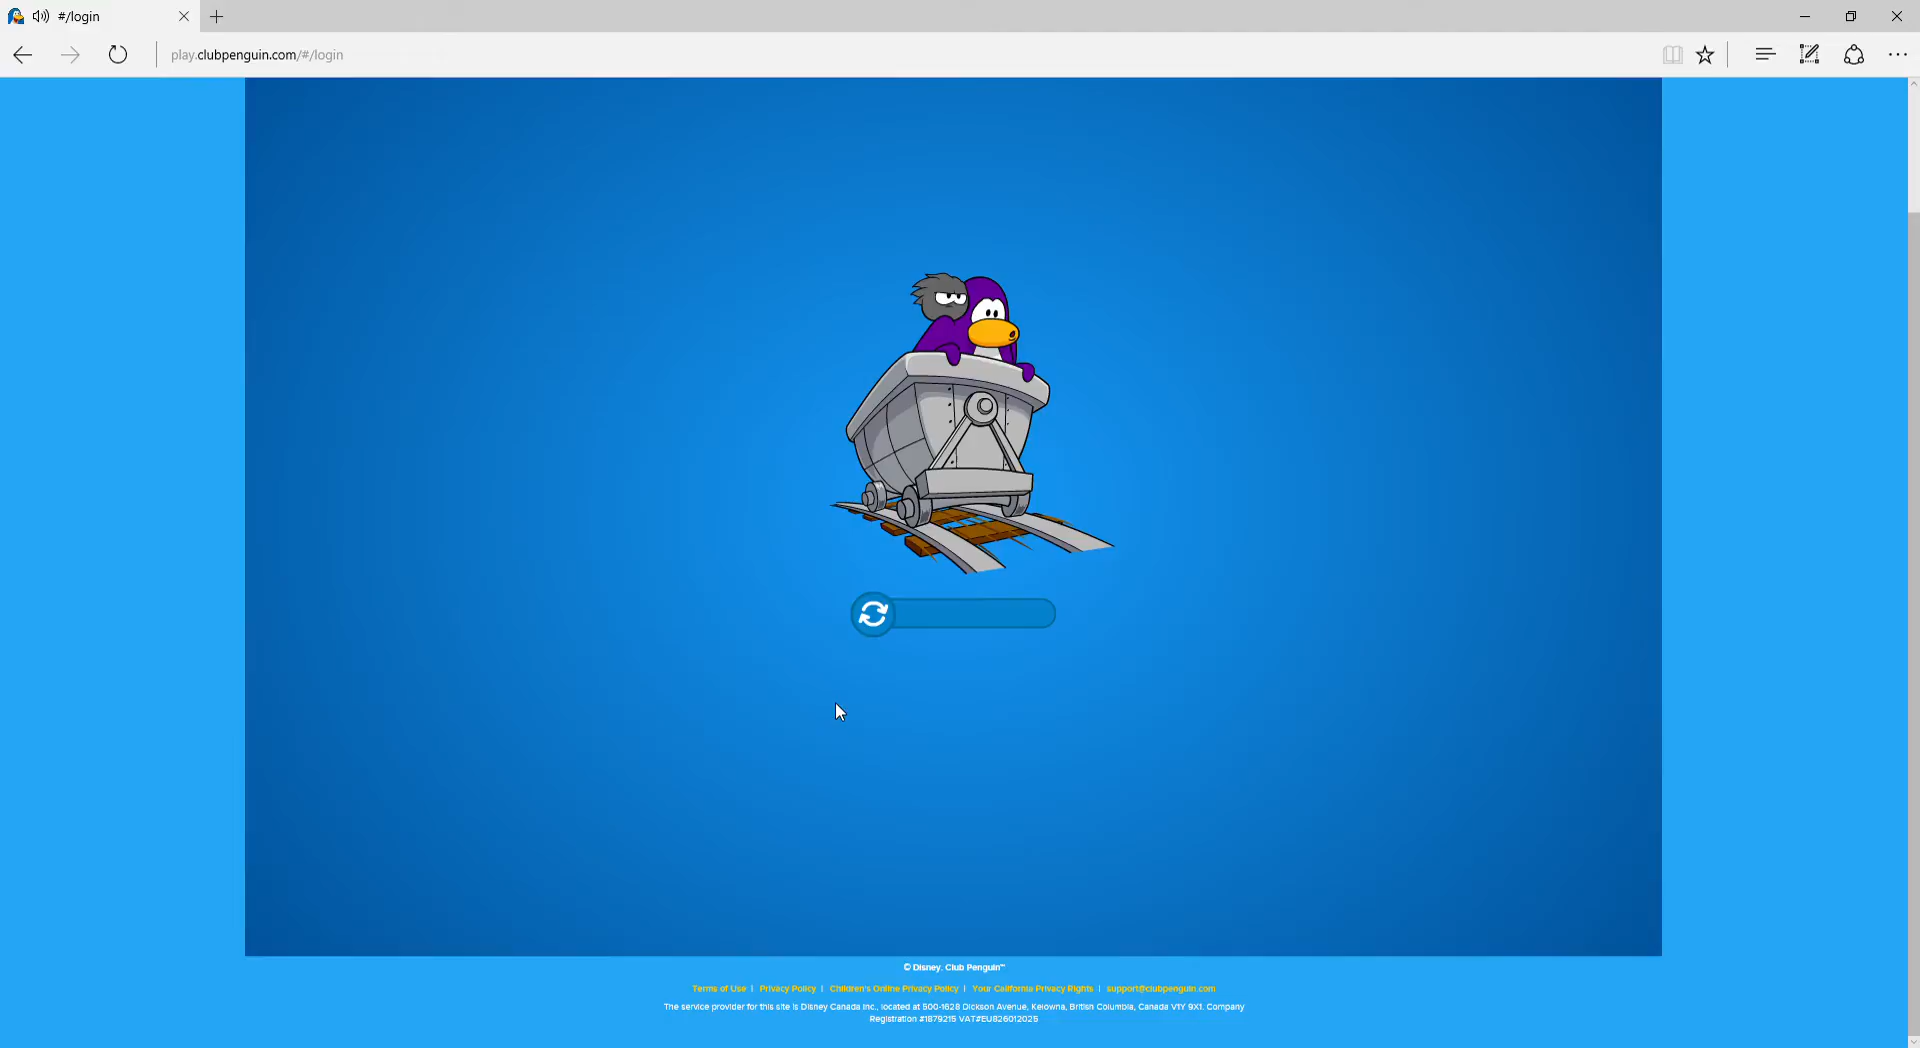 #/login
play.clubpenguin.com/#/login
© Disney. Club Penguin™
Terms of Use | Privacy Policy | Children's Online Privacy Policy | Your California Privacy Rights | support@clubpenguin.com
The service provider for this site is Disney Canada Inc., located at 500-1628 Dickson Avenue, Kelowna, British Columbia, Canada V1Y 9X1. Company
Registration #1879215 VAT#EU826012025